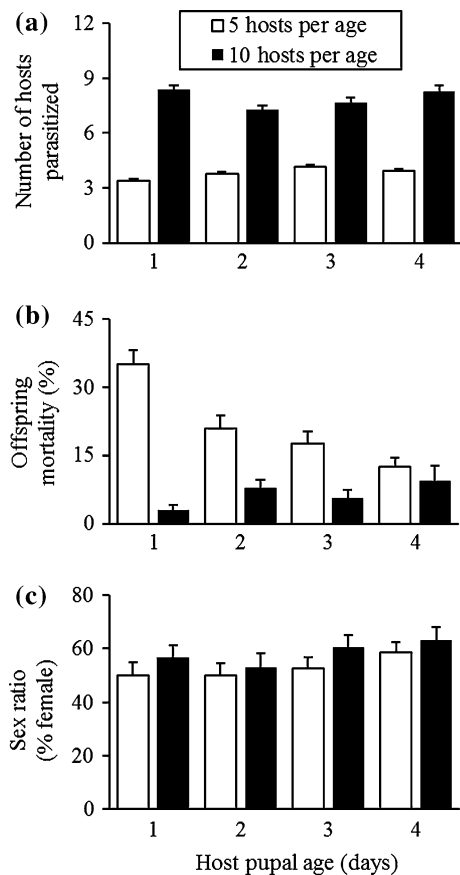 (a)
5 hosts per age
10 hosts per age
Number of hosts
parasitized
12
9
6
3
0
1 2 3 4
(b)
Offspring
mortality (%)
45
30
15
0
1 2 3 4
(c)
Sex ratio
(% female)
80
60
40
20
0
1 2 3 4
Host pupal age (days)